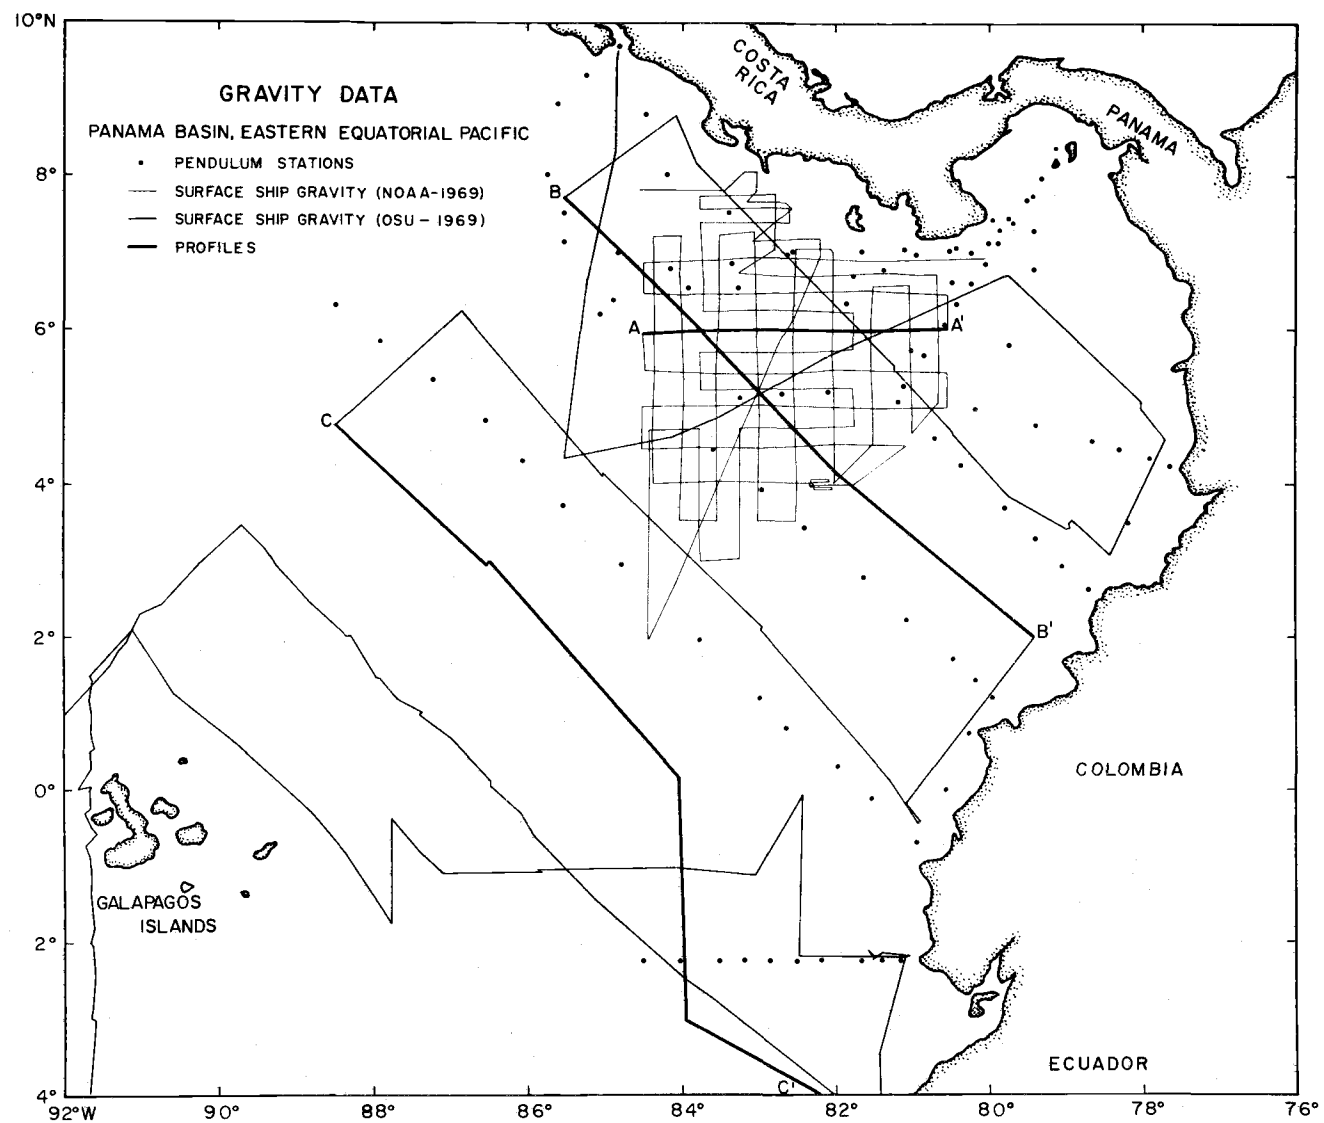 10°N
GRAVITY DATA
PANAMA BASIN, EASTERN EQUATORIAL PACIFIC
PENDULUM STATIONS
SURFACE SHIP GRAVITY (NOAA-1969)
SURFACE SHIP GRAVITY (OSU-1969)
PROFILES
COSTA
RICA
PANAMA
8°
B
6°
A
A'
C
4°
2°
B'
COLOMBIA
0°
GALAPAGOS
ISLANDS
2°
ECUADOR
C'
4°
92°W
90°
88°
86°
84°
82°
80°
78°
76°